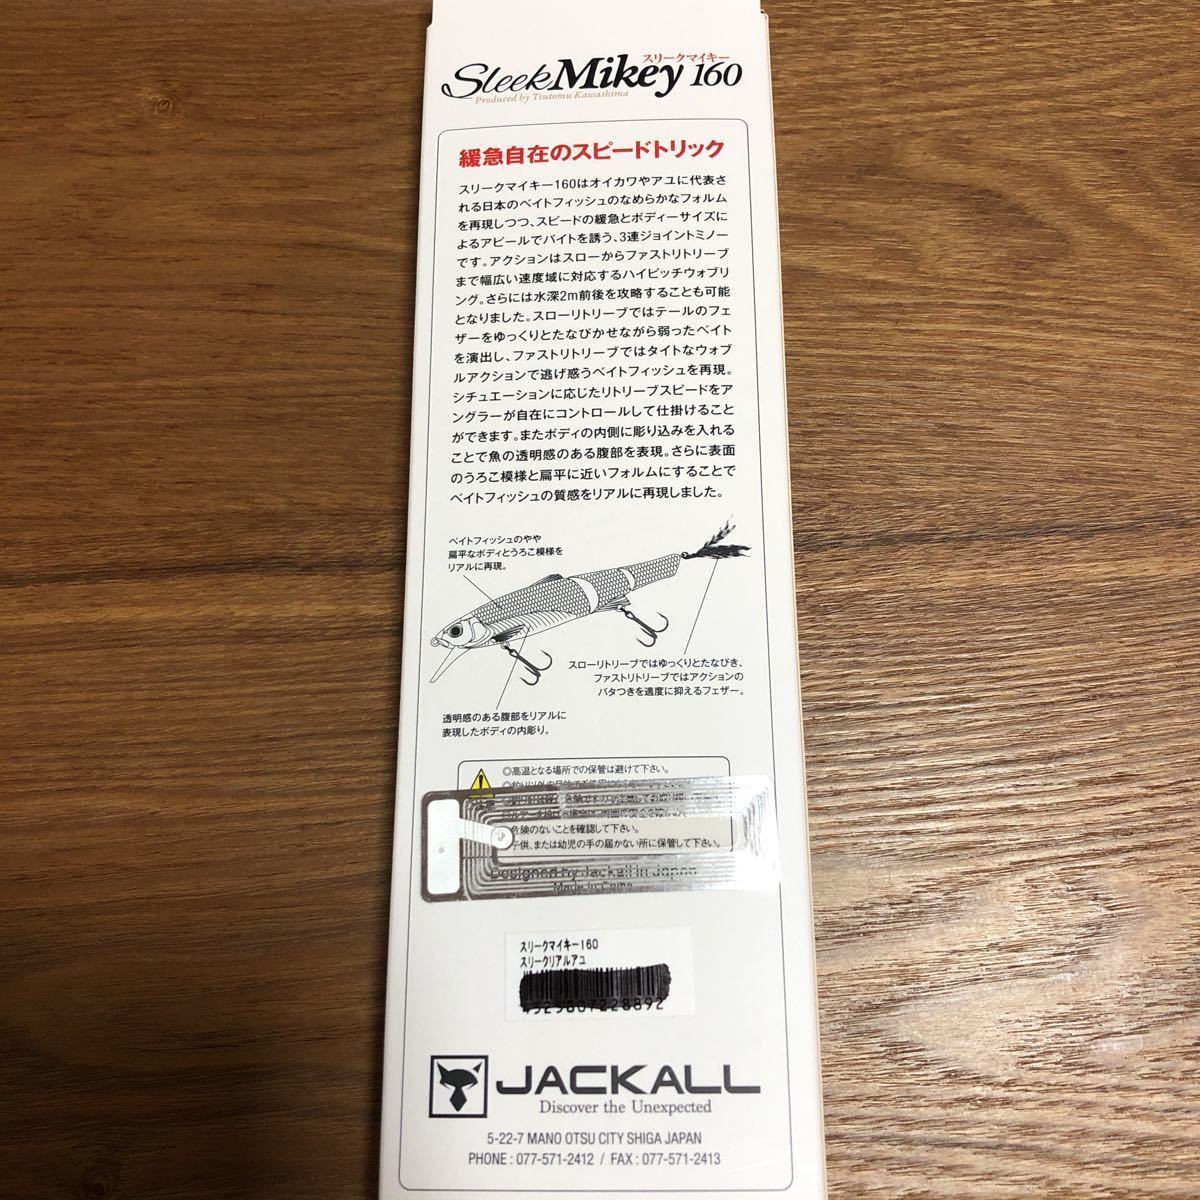 スリークマイキー
SleekMikey 160
Produced by Tsutomu Kawashima
緩急自在のスピードトリック
スリークマイキー160はオイカワやアユに代表さ
れる日本のベイトフィッシュのなめらかなフォルム
を再現しつつ、スピードの緩急とボディーサイズに
よるアピールでバイトを誘う、3連ジョイントミノー
です。アクションはスローからファストリトリーブ
まで幅広い速度域に対応するハイピッチウォブリ
ング。さらには水深2m前後を攻略することも可能
となりました。スローリトリーブではテールのフェ
ザーをゆっくりとたなびかせながら弱ったベイト
を演出し、ファストリトリーブではタイトなウォブ
ルアクションで逃げ惑うベイトフィッシュを再現。
シチュエーションに応じたリトリーブスピードをア
ングラーが自在にコントロールして仕掛けること
ができます。またボディの内側に彫り込みを入れる
ことで魚の透明感のある腹部を表現。さらに表面
のうろこ模様と扁平に近いフォルムにすることで
ベイトフィッシュの質感をリアルに再現しました。
ベイトフィッシュのやや
扁平なボディとうろこ模様を
リアルに再現。
スローリトリーブではゆっくりとたなびき、
ファストリトリーブではアクションの
バタつきを適度に抑えるフェザー。
透明感のある腹部をリアルに
表現したボディの内彫り。
◎高温となる場所での保管は避けて下さい。
危険のないことを確認して下さい。
子供、または幼児の手の届かない所に保管して下さい。
Designed by Jackall in Japan
Made in China
スリークマイキー160
スリークリアルアユ
4525807228892
JACKALL
Discover the Unexpected
5-22-7 MANO OTSU CITY SHIGA JAPAN
PHONE : 077-571-2412 / FAX : 077-571-2413